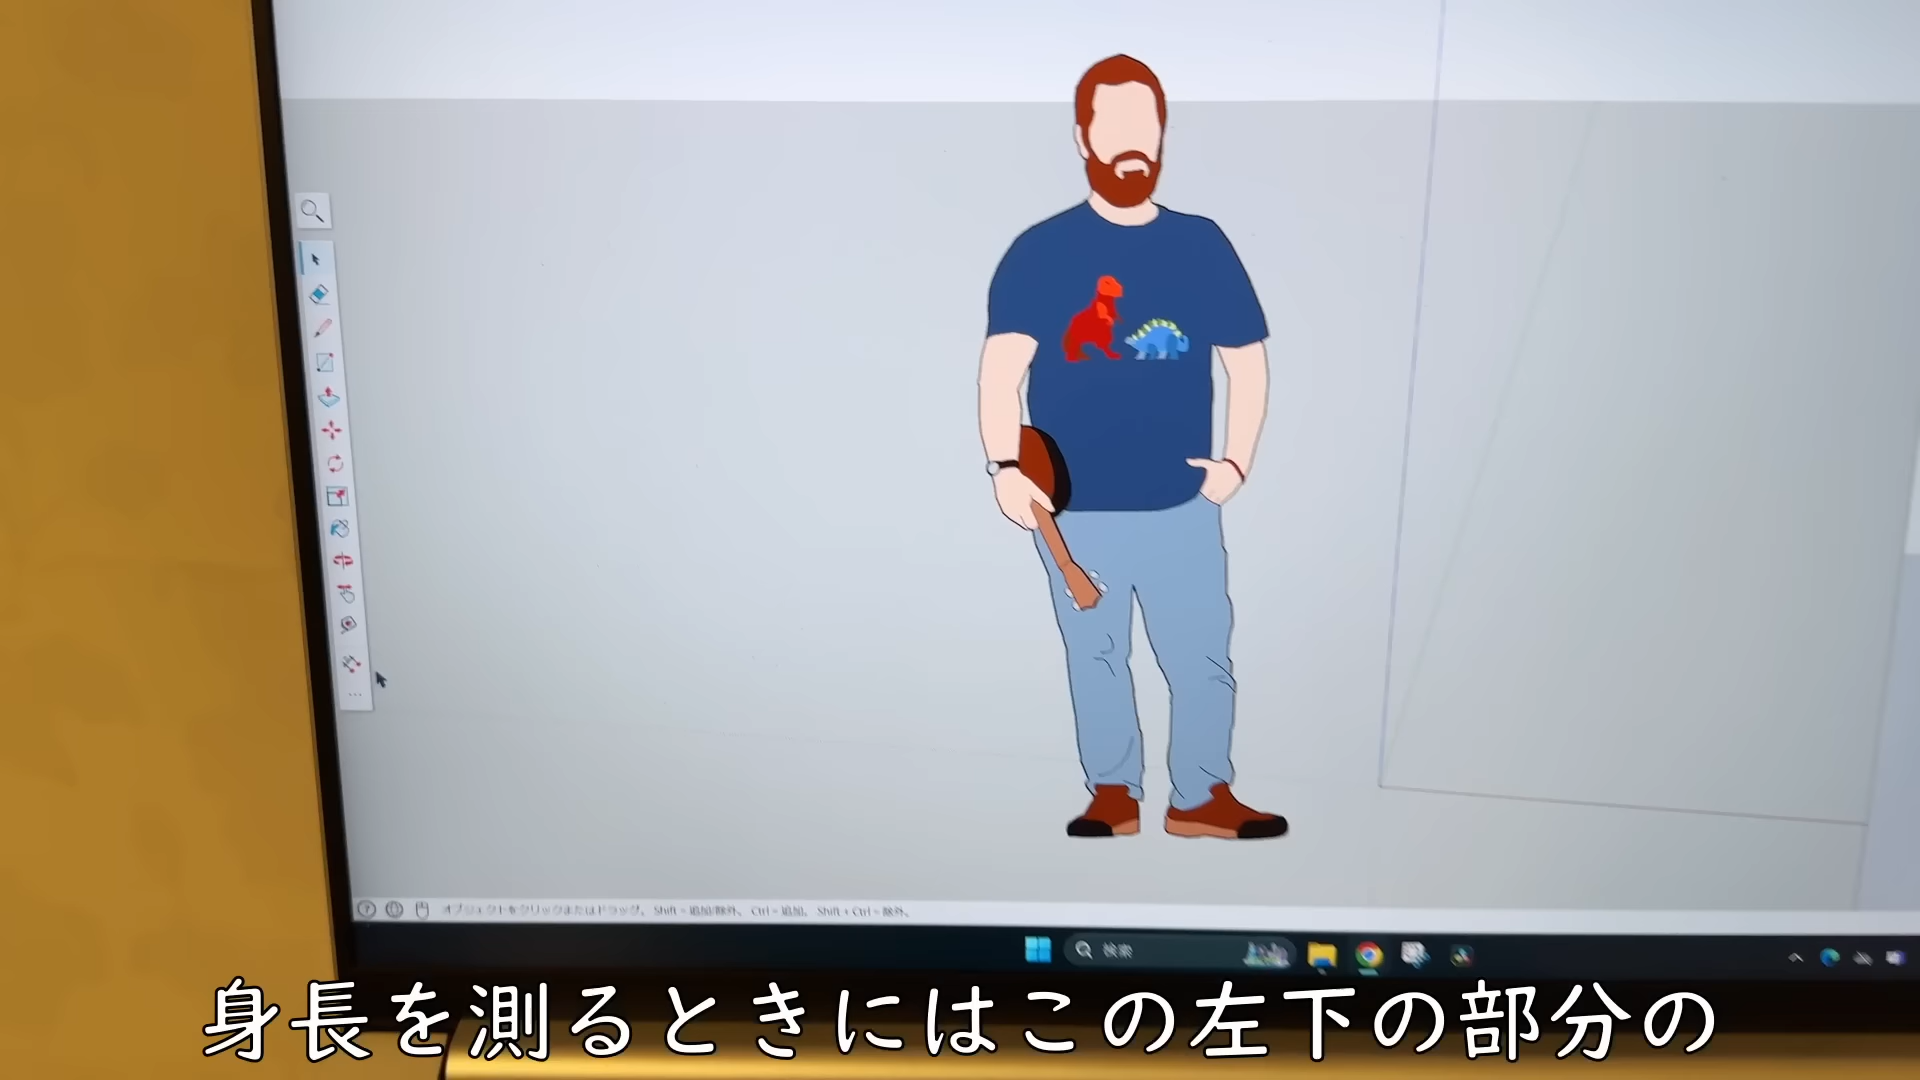 オブジェクトをクリックまたはドラッグ。 Shift = 追加/除外。 Ctrl = 追加。 Shift + Ctrl = 除外。
検索
身長を測るときにはこの左下の部分の